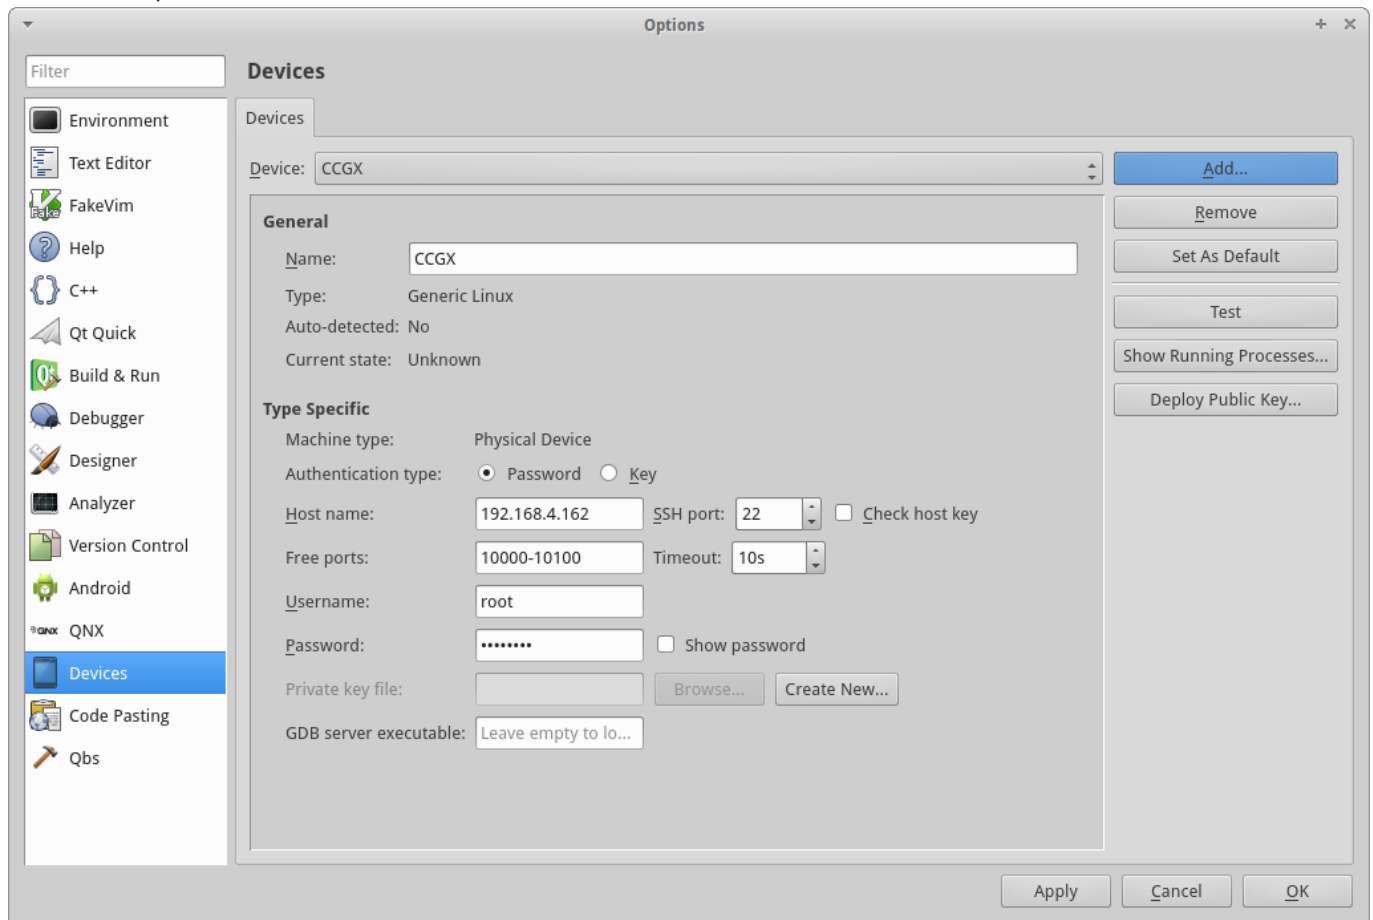 Options
Filter
Devices
Environment
Text Editor
FakeVim
Help
C++
Qt Quick
Build & Run
Debugger
Designer
Analyzer
Version Control
Android
QNX
Devices
Code Pasting
Qbs
Devices
Device: CCGX
General
Name: CCGX
Type: Generic Linux
Auto-detected: No
Current state: Unknown
Type Specific
Machine type: Physical Device
Authentication type: Password Key
Host name: 192.168.4.162 SSH port: 22 Check host key
Free ports: 10000-10100 Timeout: 10s
Username: root
Password: •••••••• Show password
Private key file: Browse... Create New...
GDB server executable: Leave empty to lo...
Add...
Remove
Set As Default
Test
Show Running Processes...
Deploy Public Key...
Apply Cancel OK